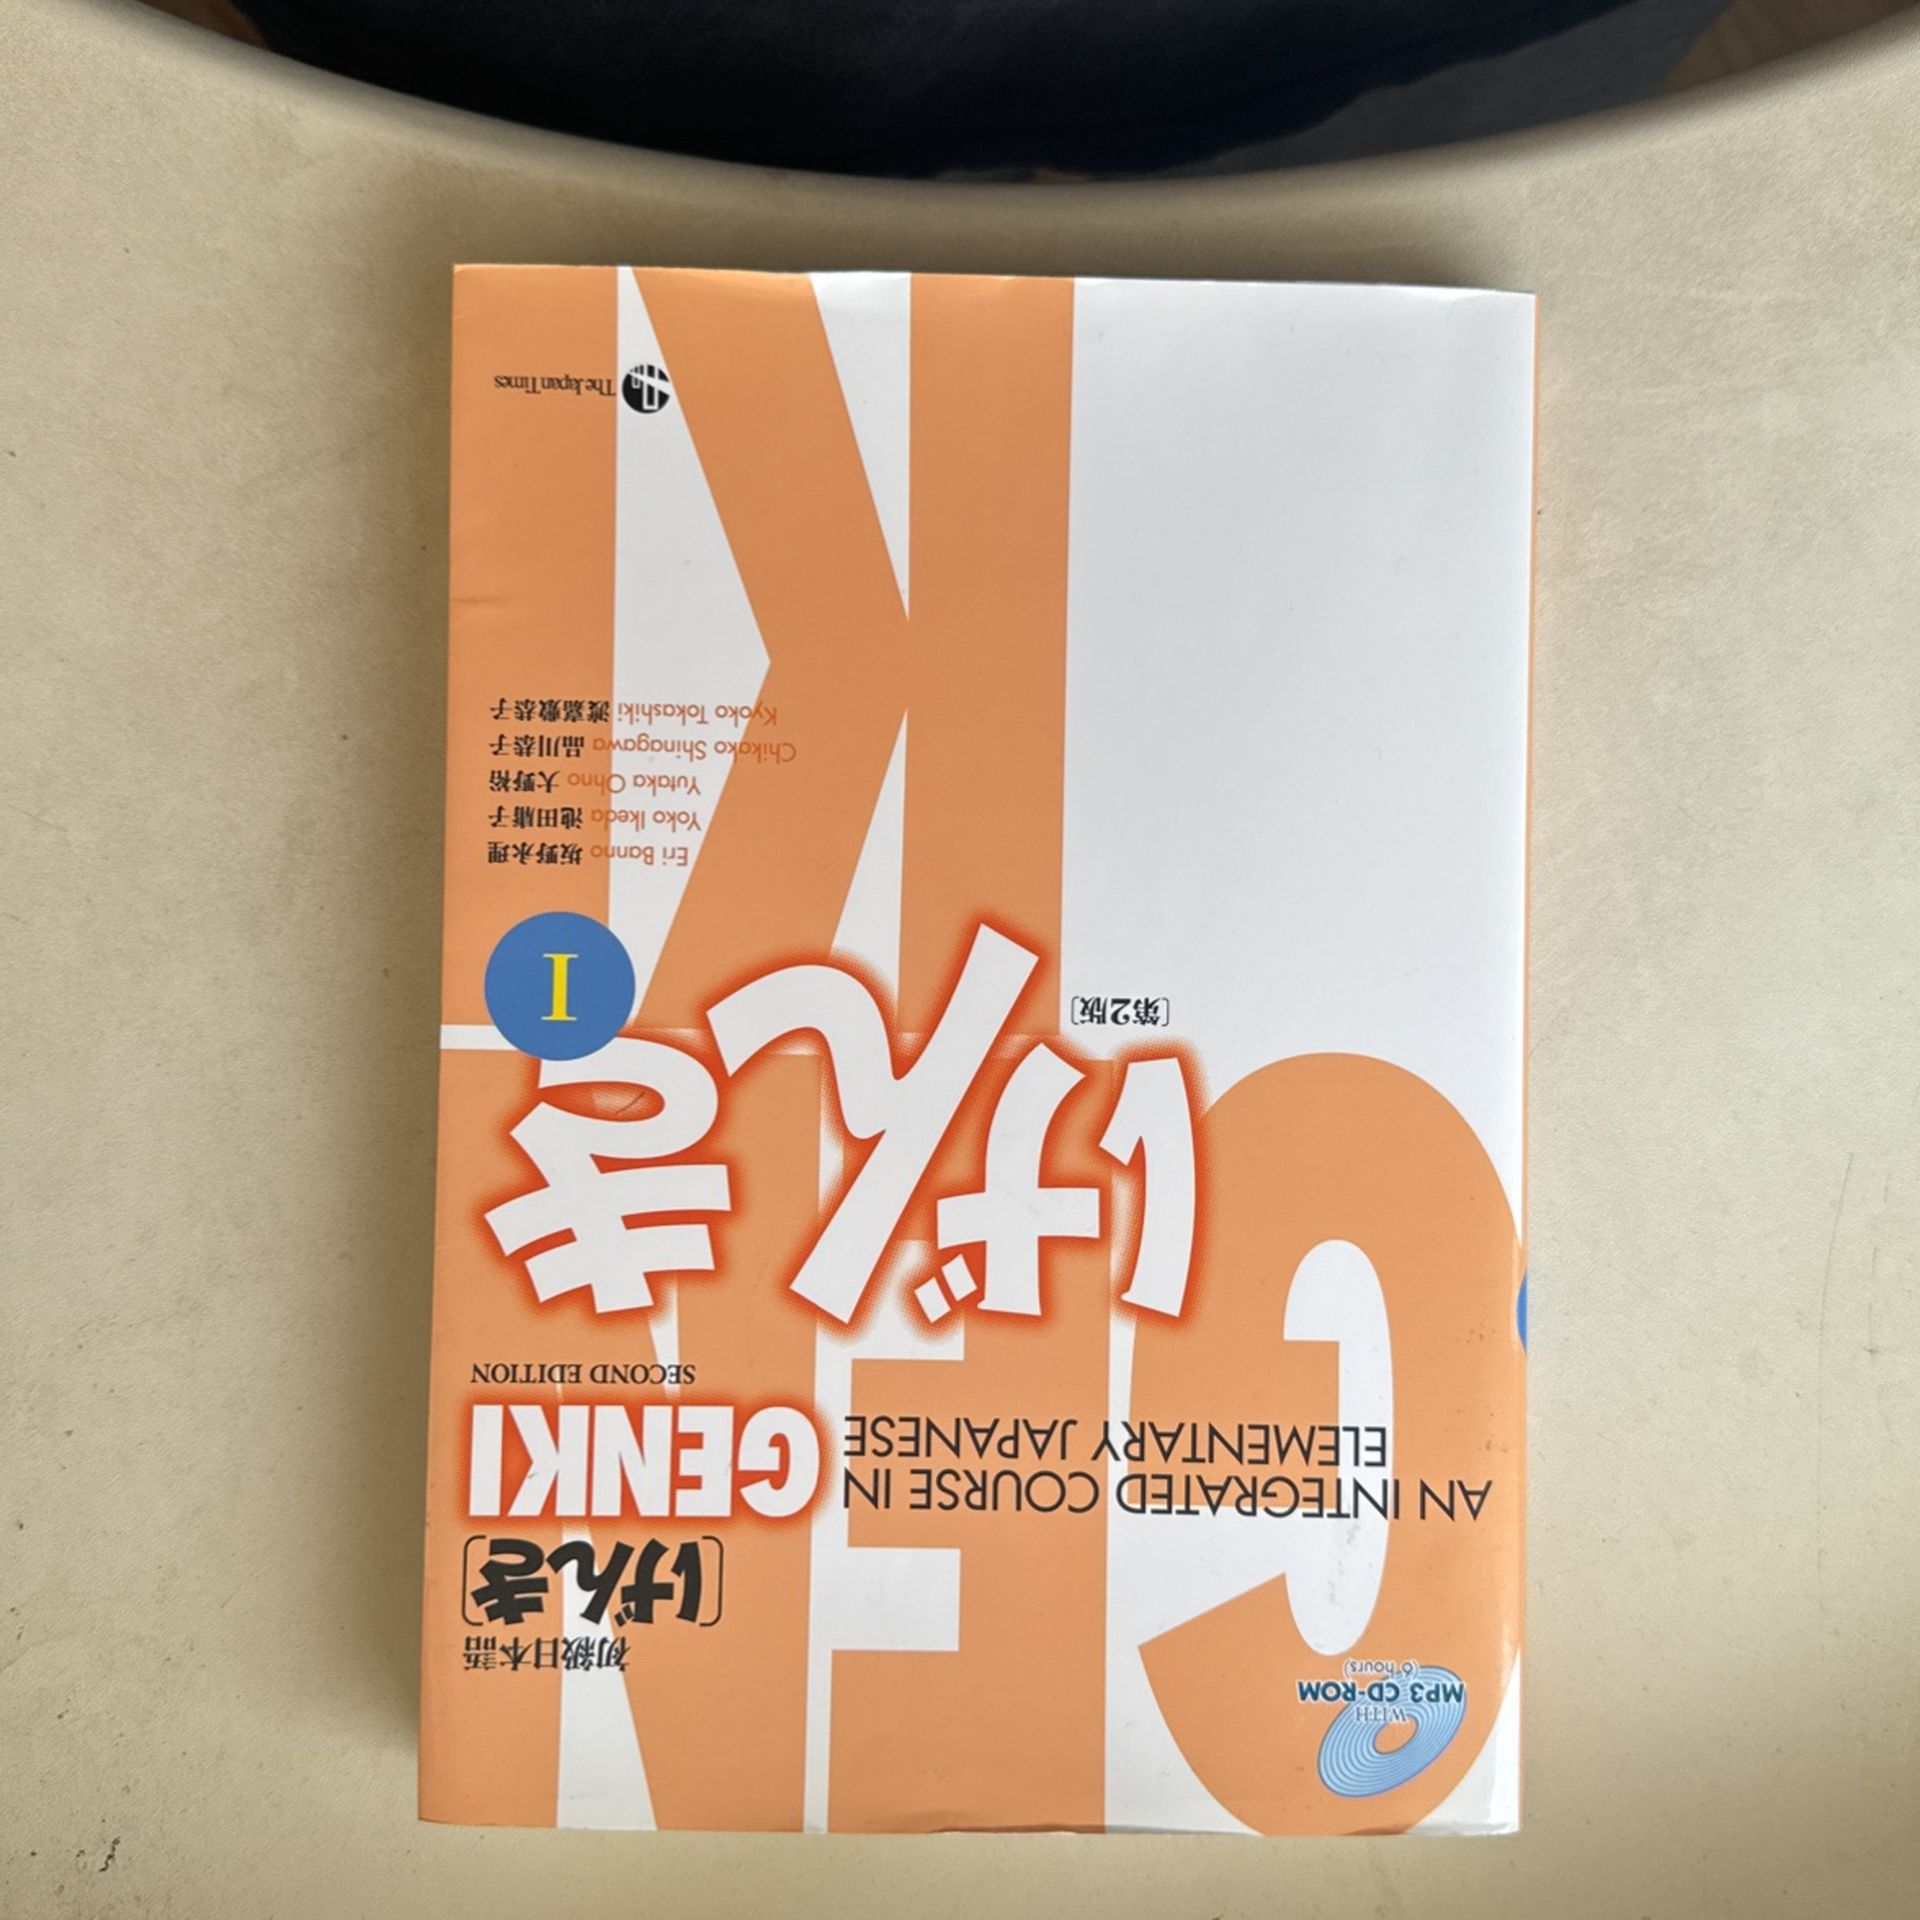 WITH
MP3 CD-ROM
(6 hours)
初級日本語
[げんき]
AN INTEGRATED COURSE IN
ELEMENTARY JAPANESE
GENKI
SECOND EDITION
げんき
I
[第2版]
Eri Banno 坂野永理
Yoko Ikeda 池田庸子
Yutaka Ohno 大野裕
Chikako Shinagawa 品川恭子
Kyoko Tokashiki 渡嘉敷恭子
The Japan Times
GENKI